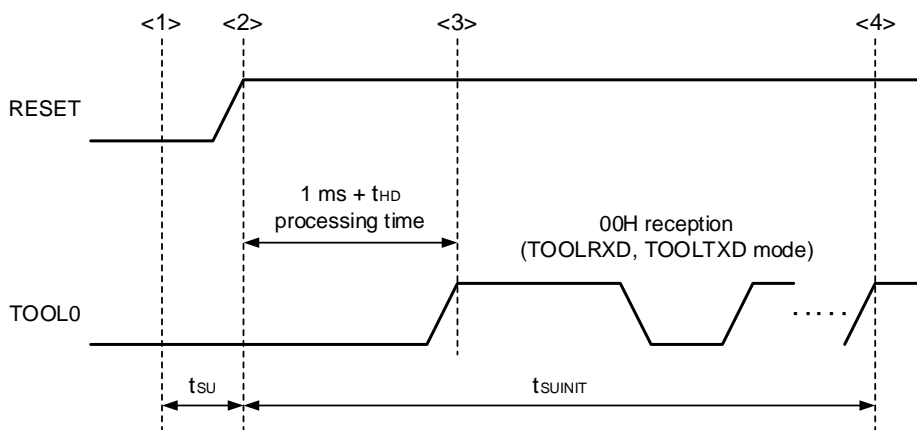 <1> <2> <3> <4>
RESET
1 ms + tHD
processing time
00H reception
(TOOLRXD, TOOLTXD mode)
TOOL0
.....
tSU tSUINIT